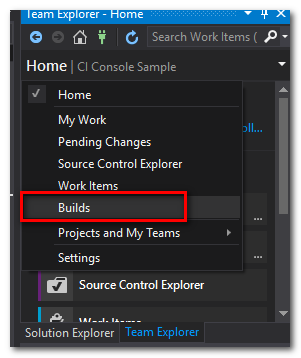 Team Explorer - Home
Search Work Items (
Home | CI Console Sample
Home
My Work
Pending Changes
Source Control Explorer
Work Items
Builds
oll...
Projects and My Teams
Settings
...
...
Source Control Explorer
...
Work Items
...
Solution Explorer Team Explorer